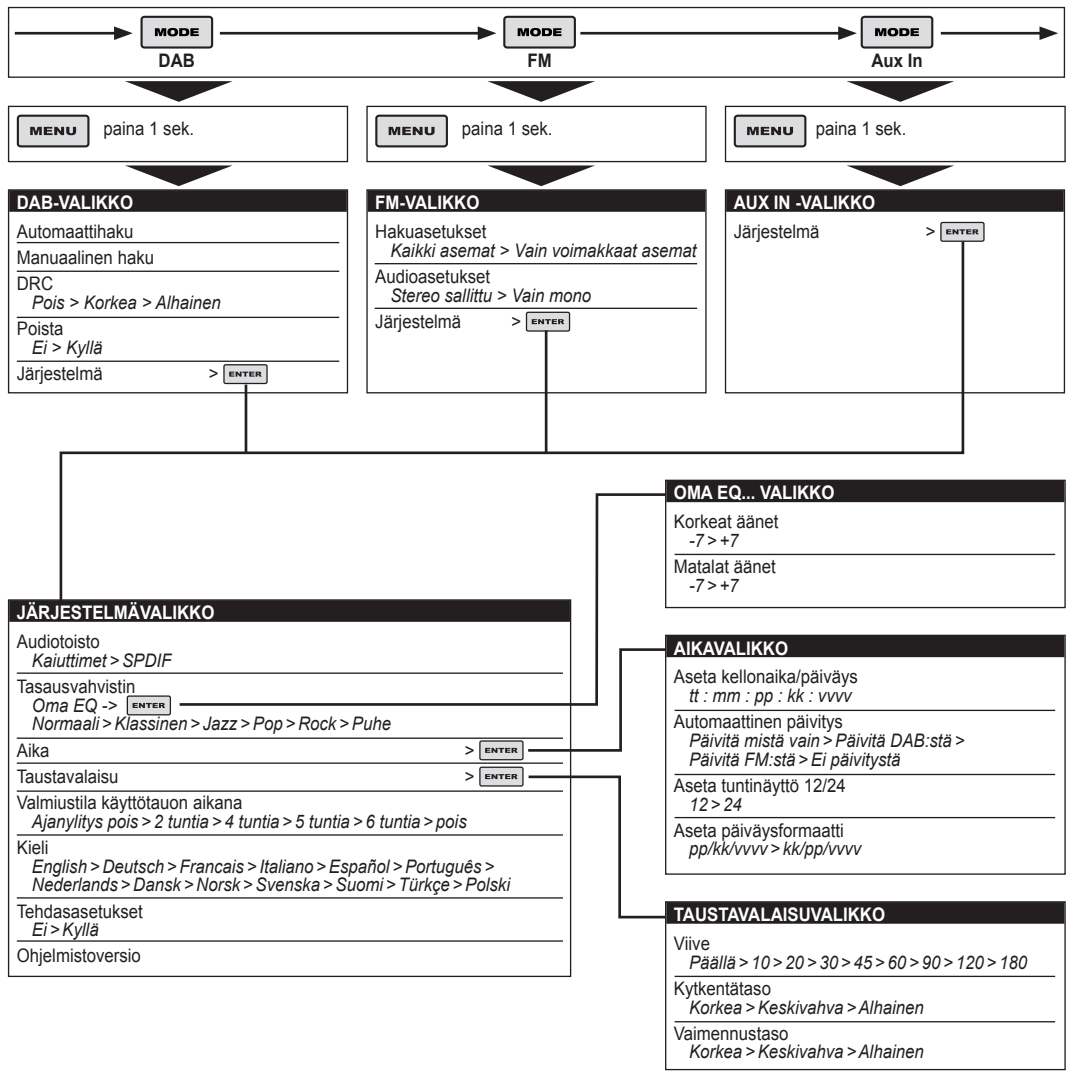 MODE
DAB
MODE
FM
MODE
Aux In
MENU paina 1 sek.
MENU paina 1 sek.
MENU paina 1 sek.
DAB-VALIKKO
Automaattihaku
Manuaalinen haku
DRC
Pois > Korkea > Alhainen
Poista
Ei > Kyllä
Järjestelmä > ENTER
FM-VALIKKO
Hakuasetukset
Kaikki asemat > Vain voimakkaat asemat
Audioasetukset
Stereo sallittu > Vain mono
Järjestelmä > ENTER
AUX IN -VALIKKO
Järjestelmä > ENTER
OMA EQ... VALIKKO
Korkeat äänet
-7 > +7
Matalat äänet
-7 > +7
JÄRJESTELMÄVALIKKO
Audiotoisto
Kaiuttimet > SPDIF
Tasausvahvistin
Oma EQ -> ENTER
Normaali > Klassinen > Jazz > Pop > Rock > Puhe
Aika > ENTER
Taustavalaisu > ENTER
Valmiustila käyttötauon aikana
Ajanylitys pois > 2 tuntia > 4 tuntia > 5 tuntia > 6 tuntia > pois
Kieli
English > Deutsch > Francais > Italiano > Español > Português >
Nederlands > Dansk > Norsk > Svenska > Suomi > Türkçe > Polski
Tehdasasetukset
Ei > Kyllä
Ohjelmistoversio
AIKAVALIKKO
Aseta kellonaika/päiväys
tt : mm : pp : kk : vvvv
Automaattinen päivitys
Päivitä mistä vain > Päivitä DAB:stä >
Päivitä FM:stä > Ei päivitystä
Aseta tuntinäyttö 12/24
12 > 24
Aseta päiväysformaatti
pp/kk/vvvv > kk/pp/vvvv
TAUSTAVALAISUVALIKKO
Viive
Päällä > 10 > 20 > 30 > 45 > 60 > 90 > 120 > 180
Kytkentätaso
Korkea > Keskivahva > Alhainen
Vaimennustaso
Korkea > Keskivahva > Alhainen